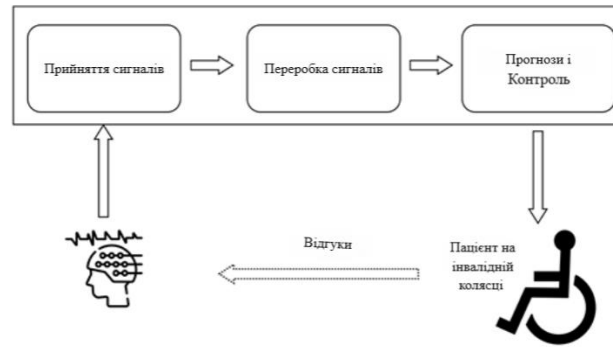 Прийняття сигналів
Переробка сигналів
Прогнози і
Контроль
Відгуки
Пацієнт на
інвалідній
колясці